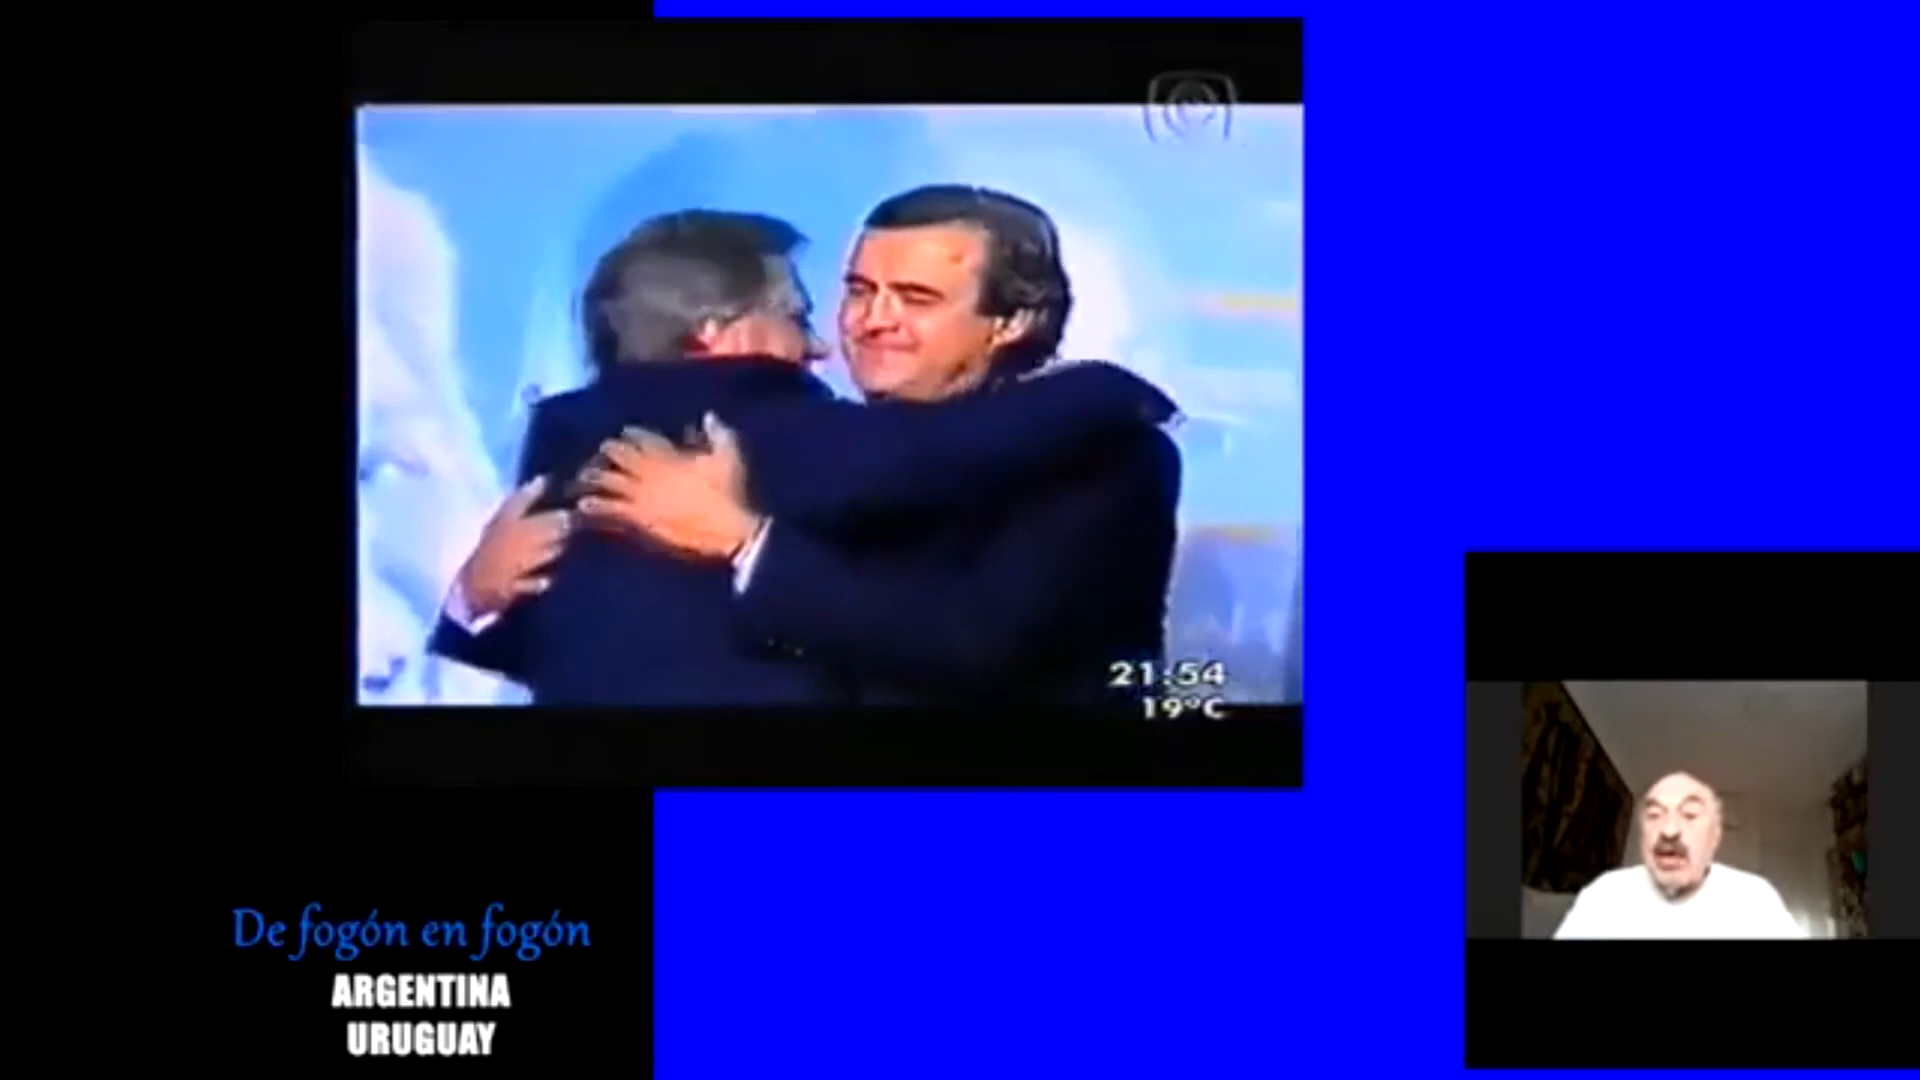 21:54
19°C
De fogón en fogón
ARGENTINA
URUGUAY